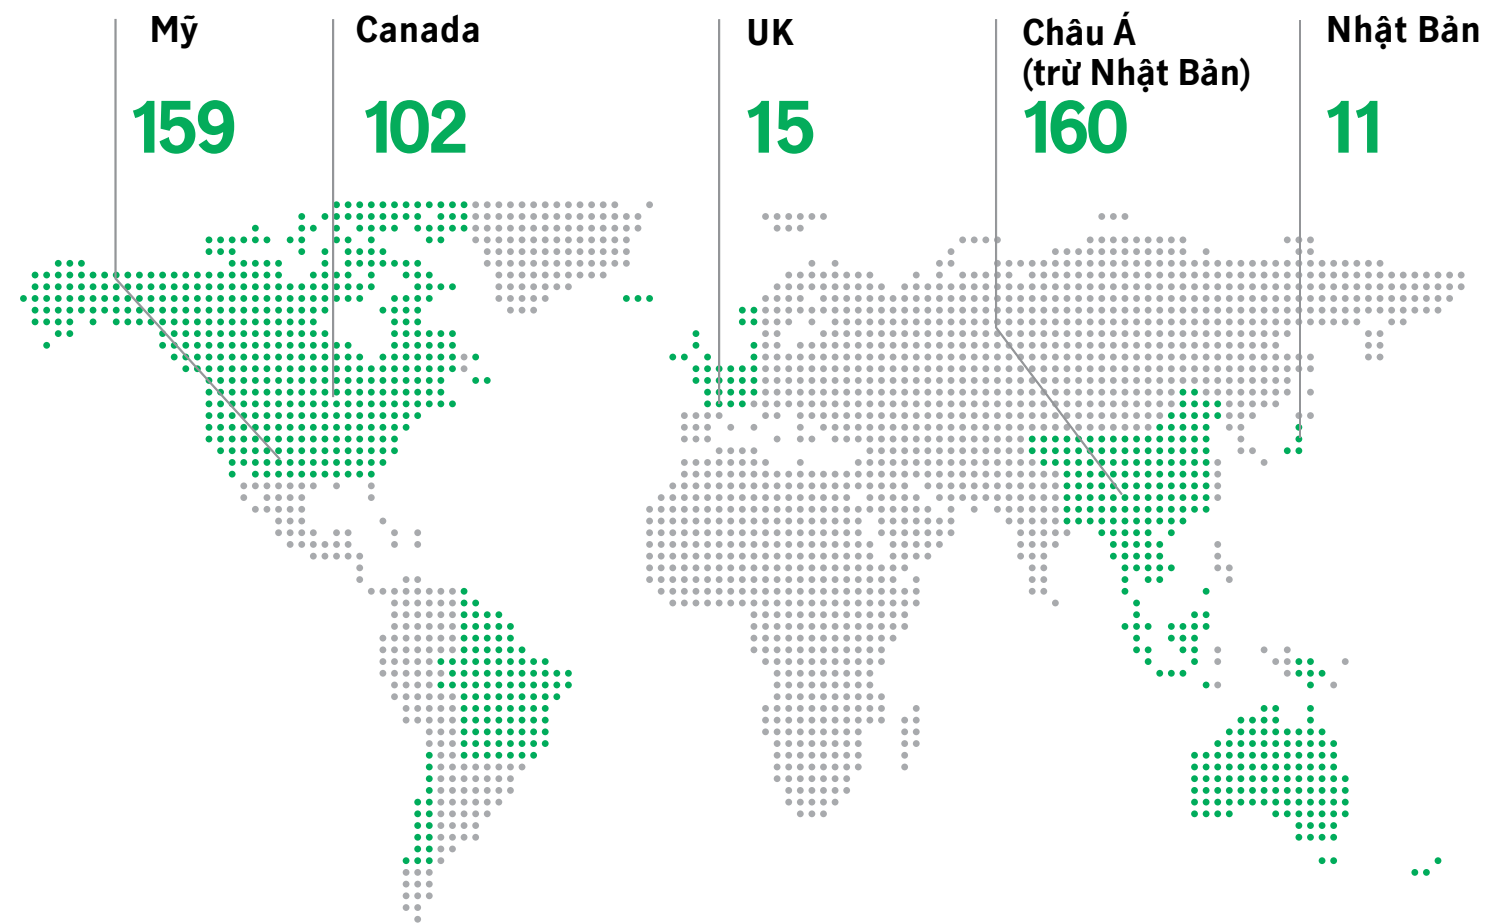 Mỹ
159
Canada
102
UK
15
Châu Á
(trừ Nhật Bản)
160
Nhật Bản
11